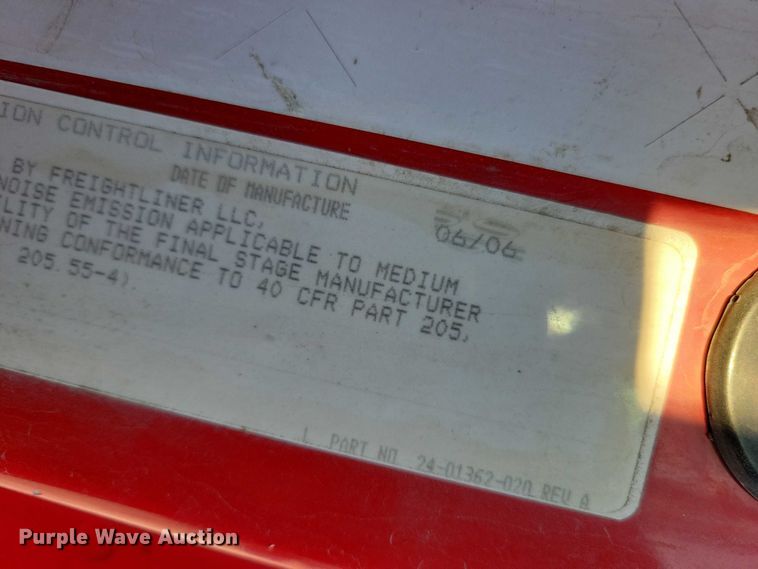 ION CONTROL INFORMATION
DATE OF MANUFACTURE 06/06
BY FREIGHTLINER LLC,
NOISE EMISSION APPLICABLE TO MEDIUM
ILITY OF THE FINAL STAGE MANUFACTURER
NING CONFORMANCE TO 40 CFR PART 205,
205.55-4).
PART NO. 24-01362-020 REV A
Purple Wave Auction